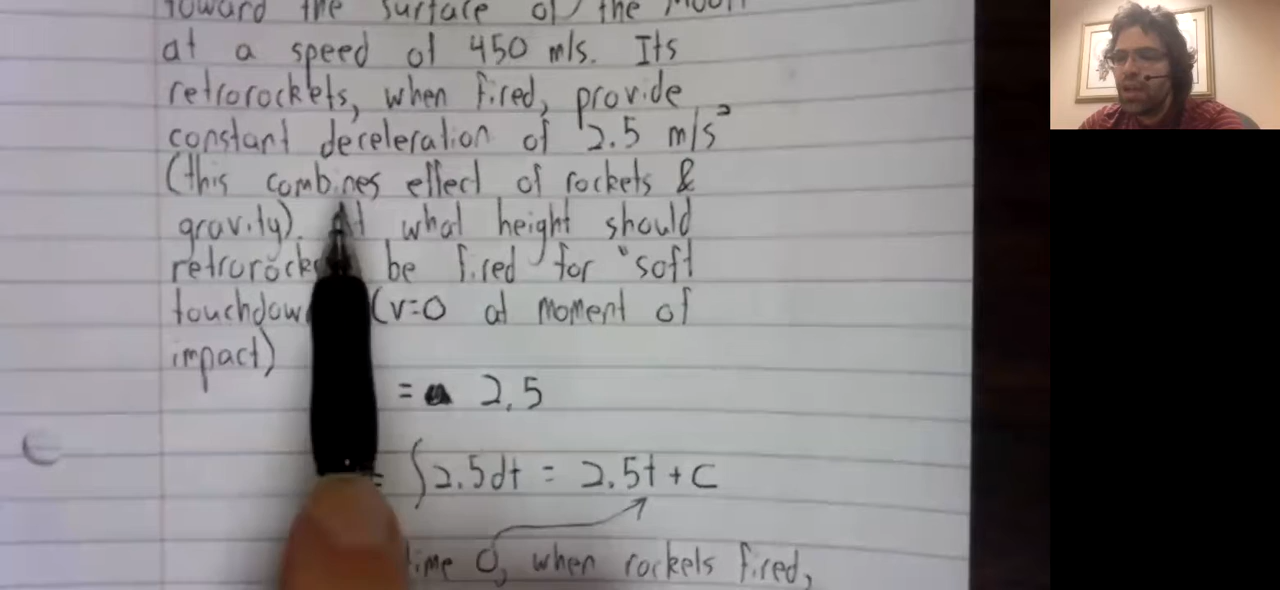 toward the surface of the Moon
at a speed of 450 m/s. Its
retrorockets, when fired, provide
constant deceleration of 2.5 m/s²
(this combines effect of rockets &
gravity). At what height should
be fired for "soft
(v=0 at moment of
impact)
= 2.5
= ∫2.5dt = 2.5t + C
time 0, when rockets fired,